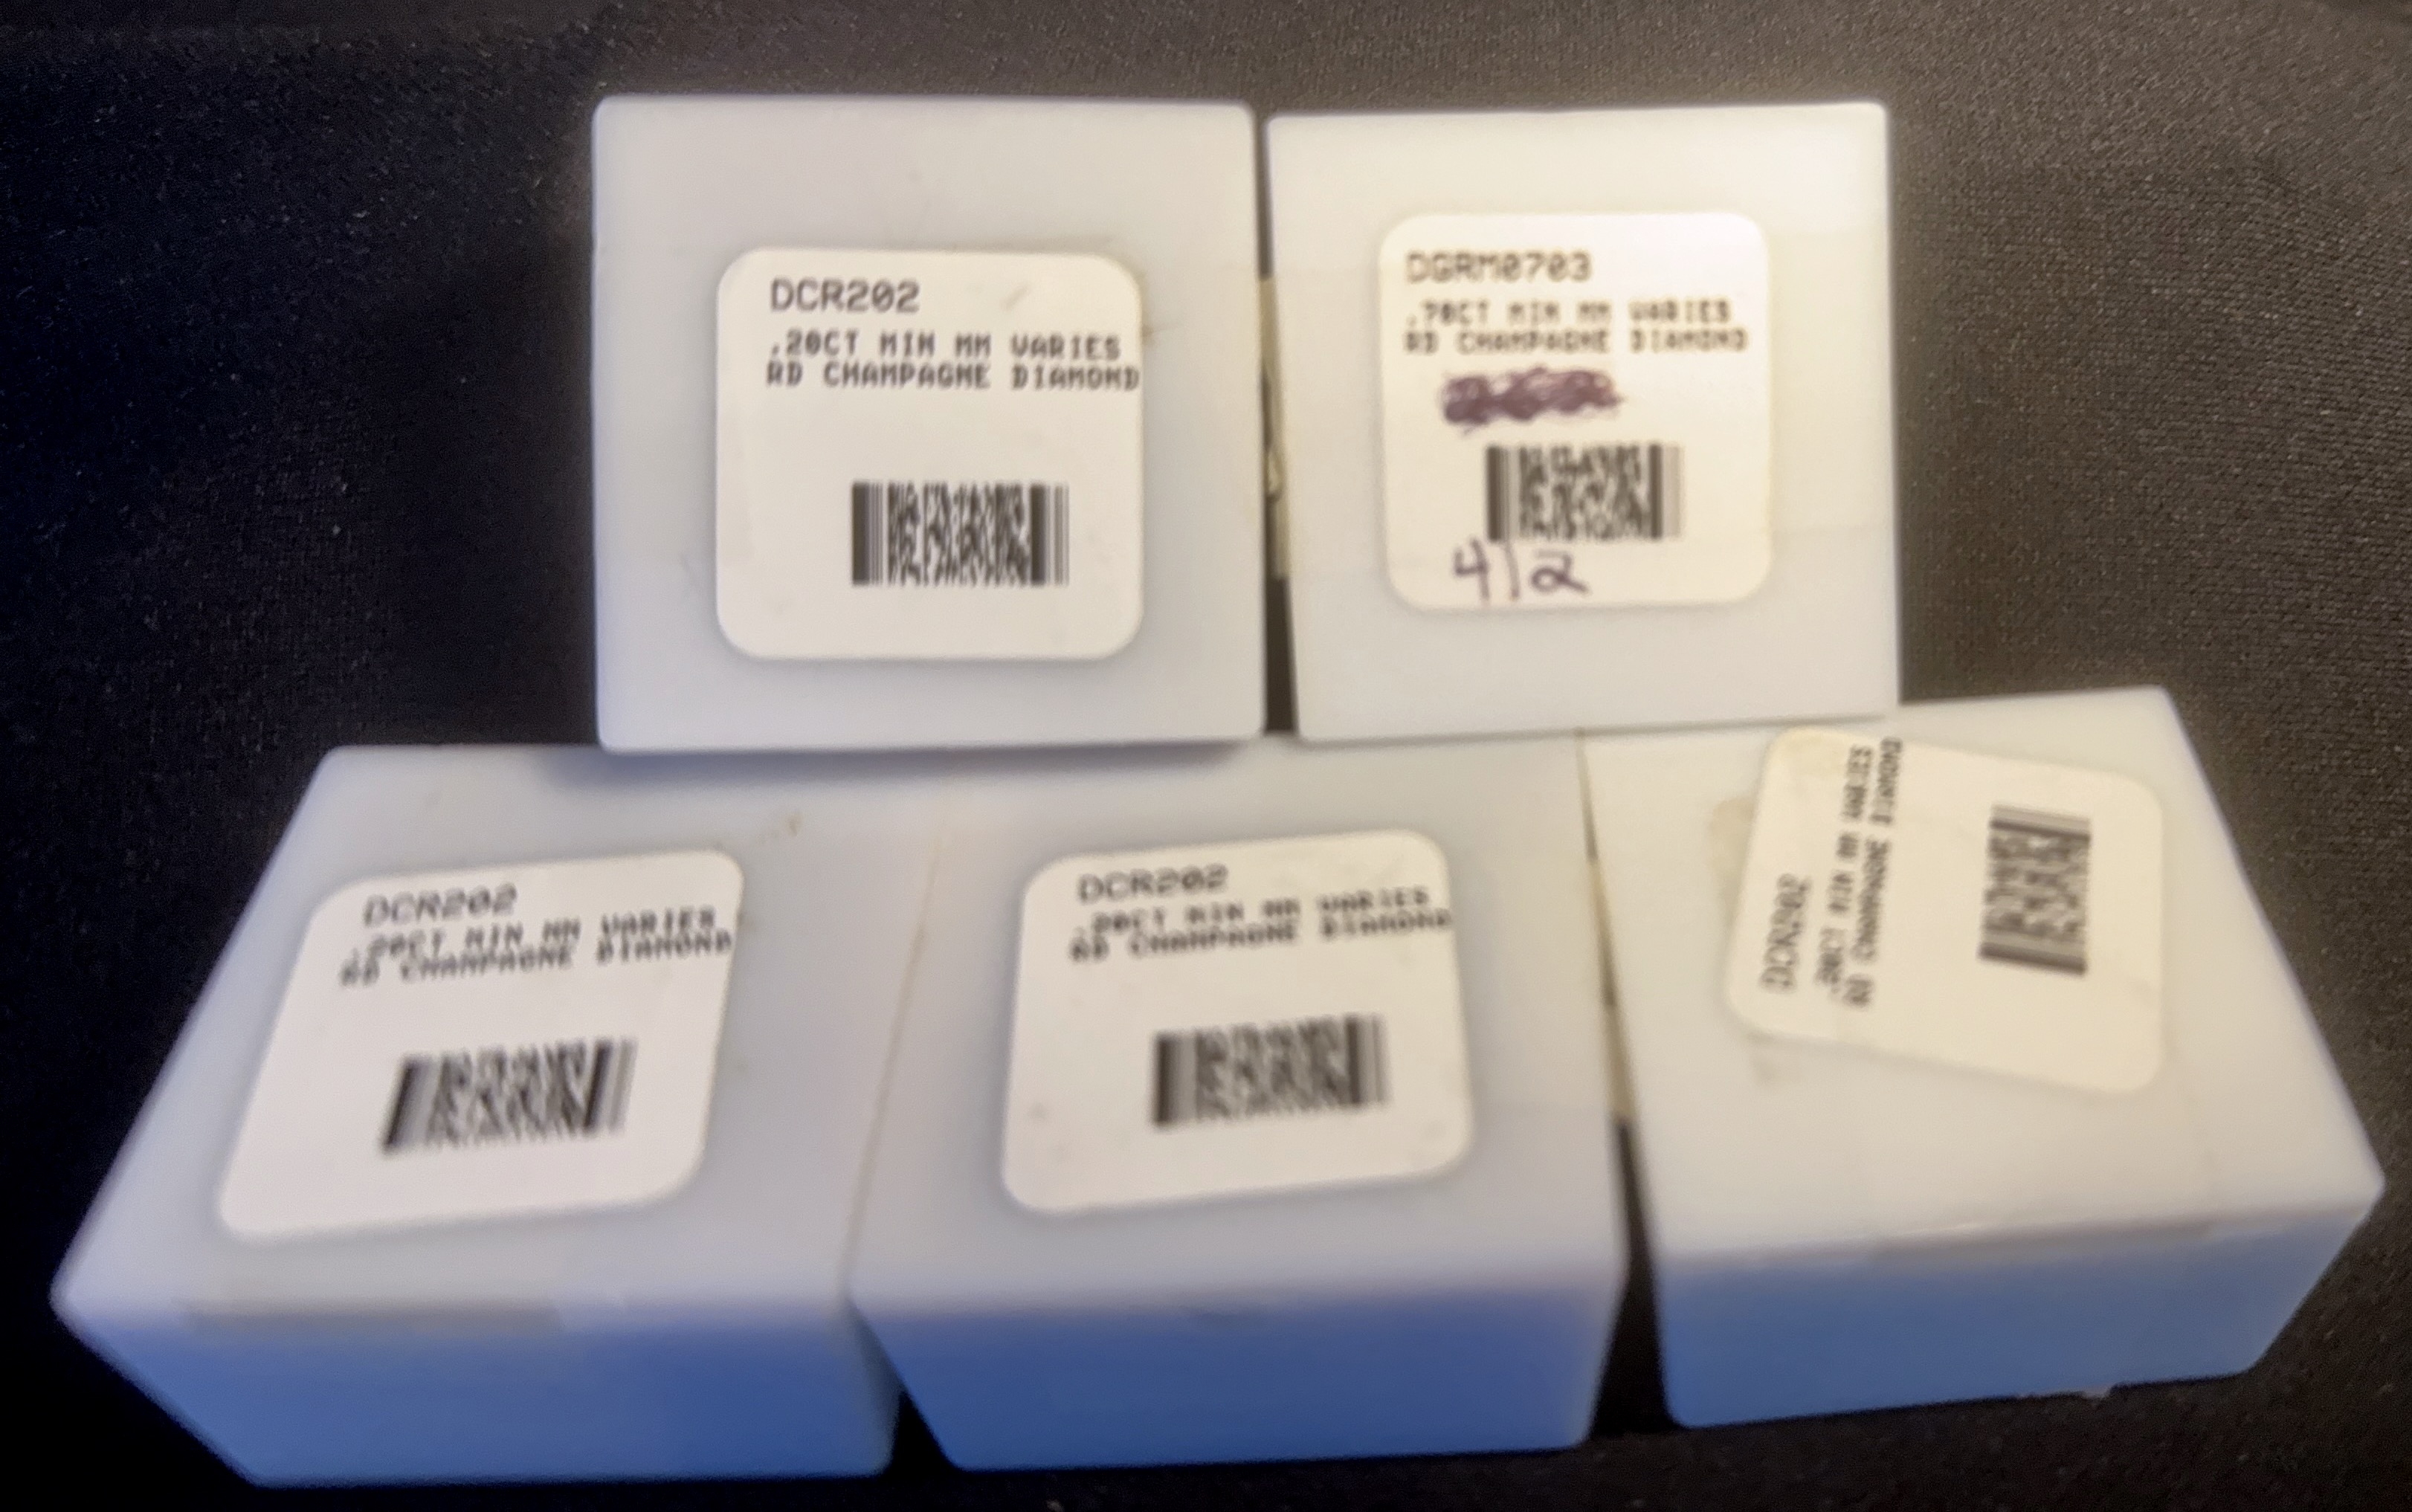 DCR202
.20CT MIN MM VARIES
RD CHAMPAGNE DIAMOND
DGRM0703
.70CT MIN MM VARIES
RD CHAMPAGNE DIAMOND
4/2
DCR202
.20CT MIN MM VARIES
RD CHAMPAGNE DIAMOND
DCR202
.20CT MIN MM VARIES
RD CHAMPAGNE DIAMOND
DCR202
.20CT MIN MM VARIES
RD CHAMPAGNE DIAMOND